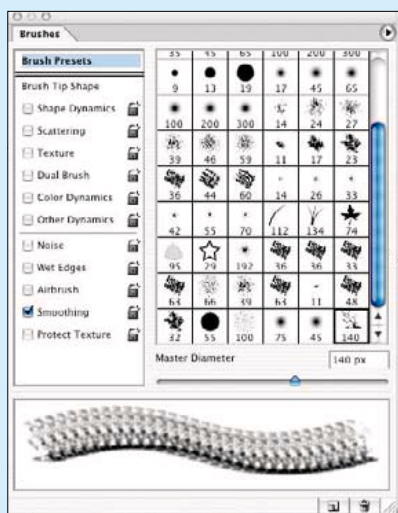 Brushes
Brush Presets
Brush Tip Shape
Shape Dynamics
Scattering
Texture
Dual Brush
Color Dynamics
Other Dynamics
Noise
Wet Edges
Airbrush
Smoothing
Protect Texture
35 45 65 100 200 300
9 13 19 17 45 65
100 200 300 14 24 27
39 46 59 11 17 23
36 44 60 14 26 33
42 55 70 112 134 74
95 29 192 36 36 33
63 66 39 63 11 48
32 55 100 75 45 140
Master Diameter 140 px